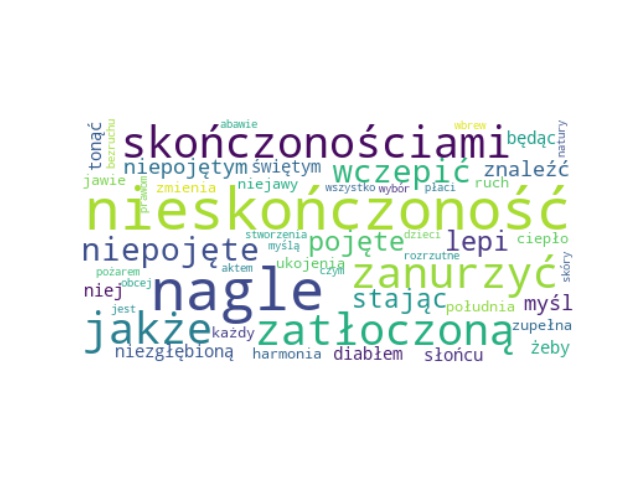 abawie wbrew
tonąć bezruchu skończonościami będąc natury
niepojętym świętym wczepić znaleźć
jawie prawom zmienia niejawy wszystko wybór płaci ruch
nieskończoność
stworzenia dzieci
niepojęte myślą pojęte lepi ciepło
ukojenia rozrzutne
pożarem aktem czym zanurzyć skóry
niej obcej nagle stając południa myśl
jest
jakże każdy zatłoczoną zupełna
niezgłębioną harmonia diabłem słońcu żeby